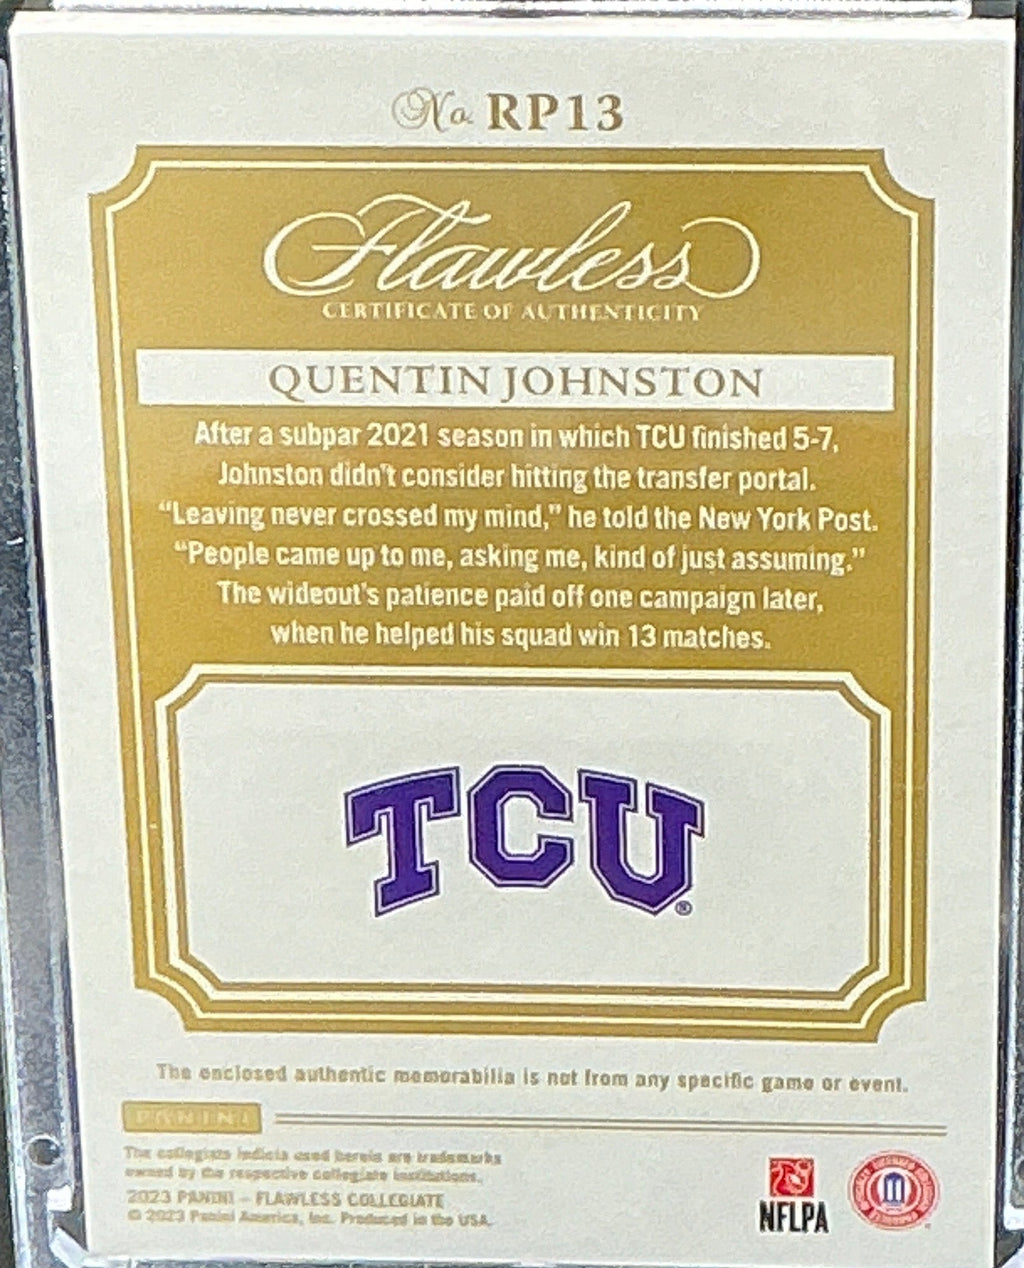 No. RP13
Flawless
CERTIFICATE OF AUTHENTICITY
QUENTIN JOHNSTON
After a subpar 2021 season in which TCU finished 5-7,
Johnston didn't consider hitting the transfer portal.
“Leaving never crossed my mind,” he told the New York Post.
“People came up to me, asking me, kind of just assuming.”
The wideout's patience paid off one campaign later,
when he helped his squad win 13 matches.
TCU®
The enclosed authentic memorabilia is not from any specific game or event.
PANINI
The collegiate indicia used herein are trademarks
owned by the respective collegiate institutions.
2023 PANINI – FLAWLESS COLLEGIATE
© 2023 Panini America, Inc. Produced in the USA.
NFLPA